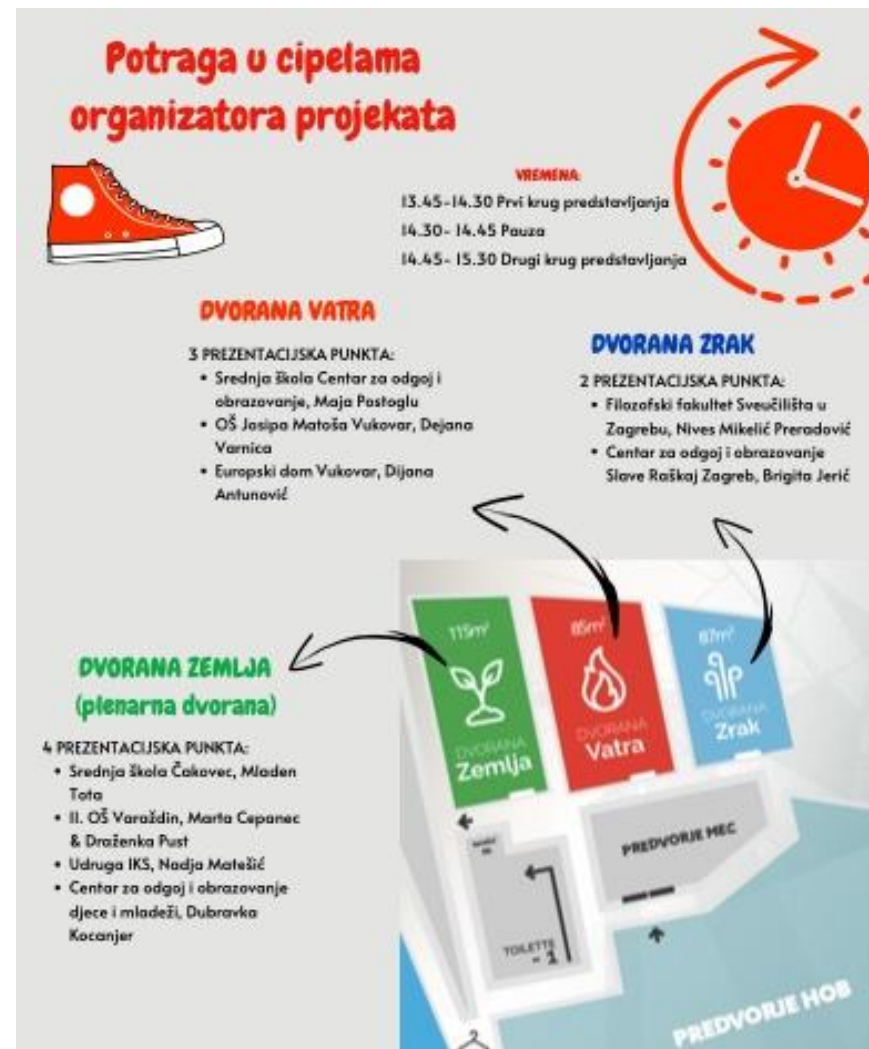 Potraga u cipelama
organizatora projekata
VREMENA:
13.45-14.30 Prvi krug predstavljanja
14.30- 14.45 Pauza
14.45- 15.30 Drugi krug predstavljanja
DVORANA VATRA
3 PREZENTACIJSKA PUNKTA:
• Srednja škola Centar za odgoj i
obrazovanje, Maja Postoglu
• OŠ Josipa Matoša Vukovar, Dejana
Varnica
• Europski dom Vukovar, Dijana
Antunović
DVORANA ZRAK
2 PREZENTACIJSKA PUNKTA:
• Filozofski fakultet Sveučilišta u
Zagrebu, Nives Mikelić Preradović
• Centar za odgoj i obrazovanje
Slave Raškaj Zagreb, Brigita Jerić
DVORANA ZEMLJA
(plenarna dvorana)
4 PREZENTACIJSKA PUNKTA:
• Srednja škola Čakovec, Mladen
Tota
• II. OŠ Varaždin, Marta Cepanec
& Draženka Pust
• Udruga IKS, Nadja Matešić
• Centar za odgoj i obrazovanje
djece i mladeži, Dubravka
Kocanjer
115m²
DVORANA
Zemlja
85m²
DVORANA
Vatra
67m²
DVORANA
Zrak
PREDVORJE MEC
TOILETTE
- 1
PREDVORJE HOB